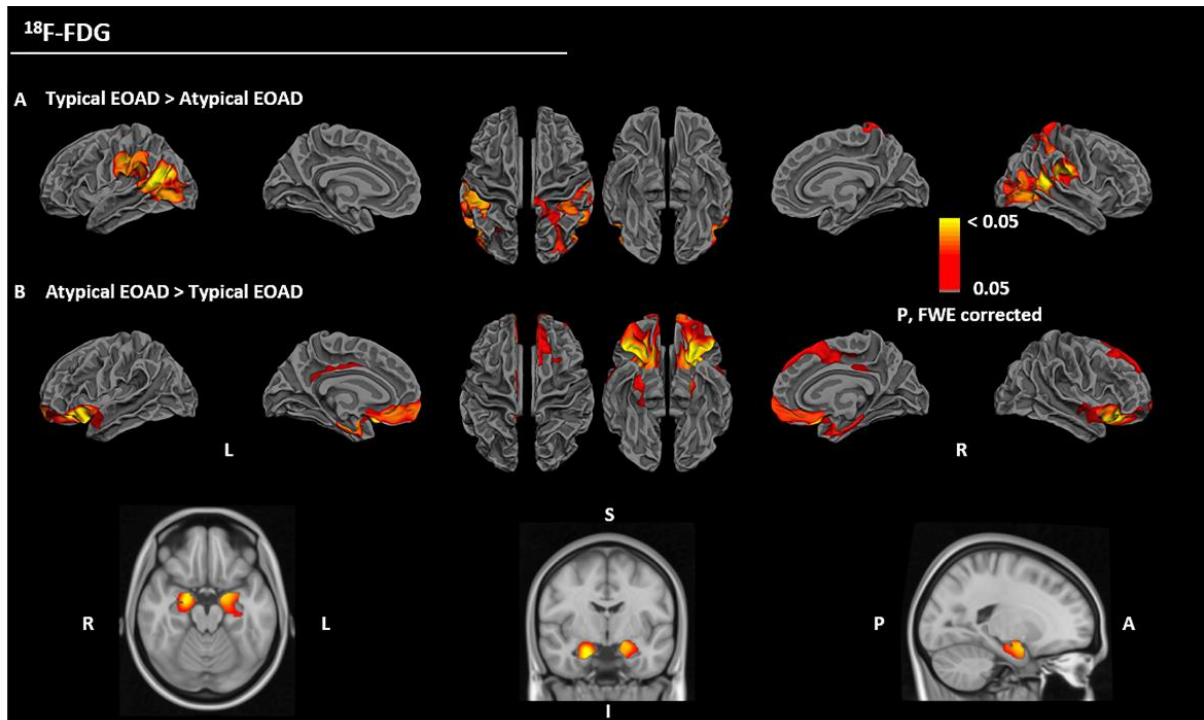 ¹⁸F-FDG
A Typical EOAD > Atypical EOAD
< 0.05
0.05
P, FWE corrected
B Atypical EOAD > Typical EOAD
L
R
S
R
L
P
A
I